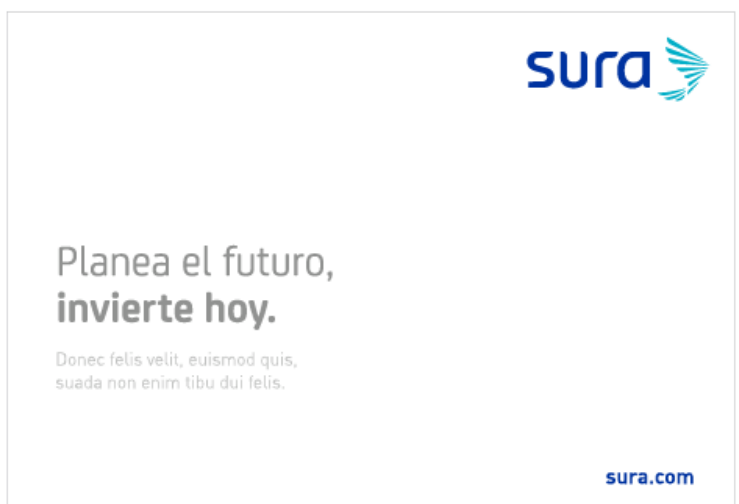 sura
Planea el futuro,
invierte hoy.
Donec felis velit, euismod quis,
suada non enim tibu dui felis.
sura.com